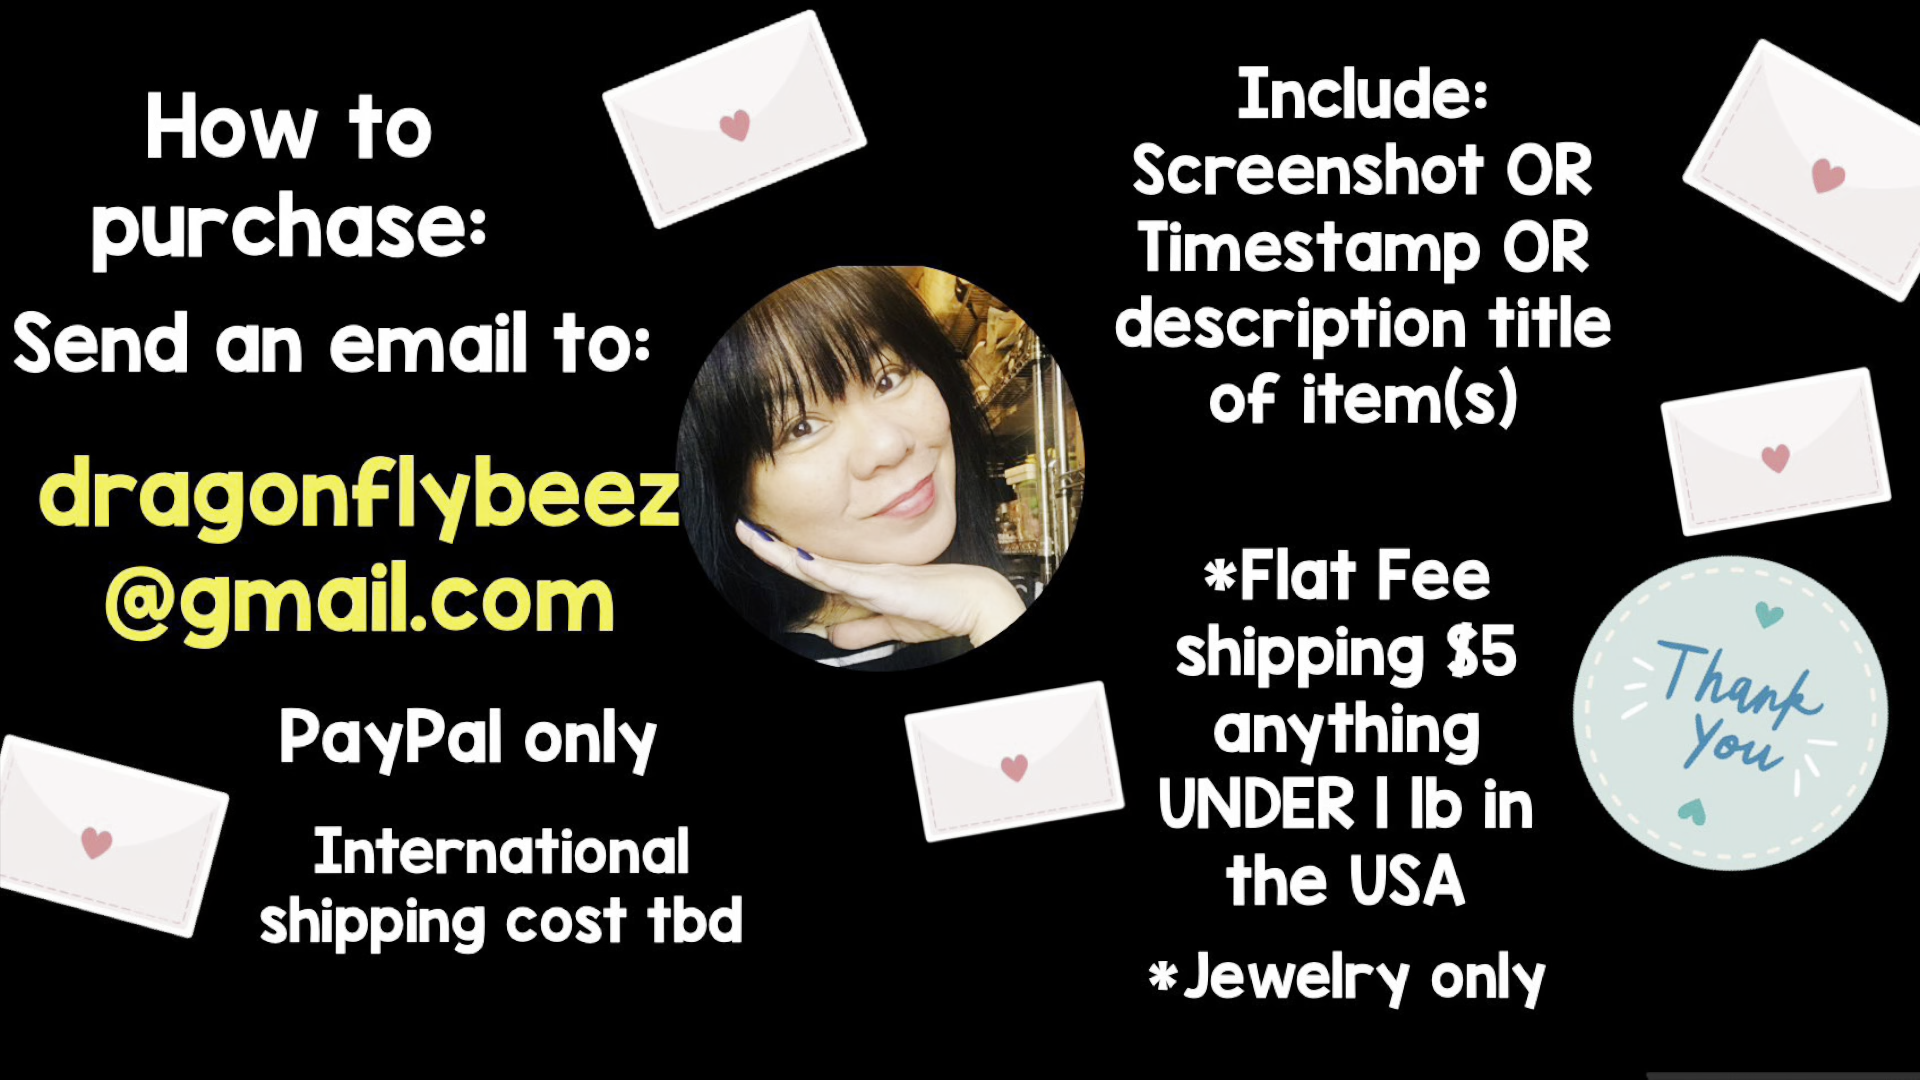 How to
purchase:
Send an email to:
dragonflybeez
@gmail.com
PayPal only
International
shipping cost tbd
Include:
Screenshot OR
Timestamp OR
description title
of item(s)
*Flat Fee
shipping $5
anything
UNDER 1 lb in
the USA
*Jewelry only
Thank
You